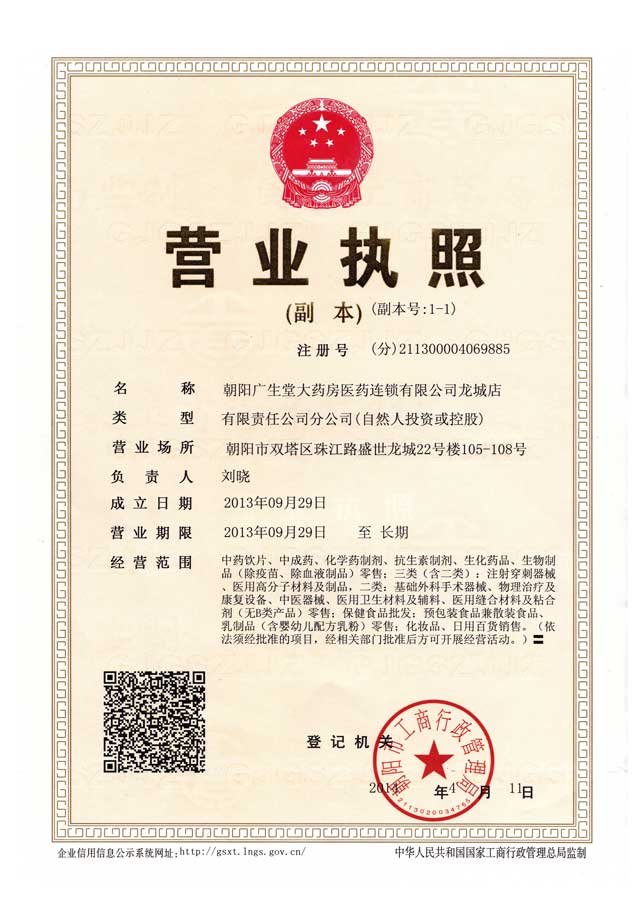 营业执照
(副 本) (副本号:1-1)
注册号 (分)211300004069885
名称 朝阳广生堂大药房医药连锁有限公司龙城店
类型 有限责任公司分公司(自然人投资或控股)
营业场所 朝阳市双塔区珠江路盛世龙城22号楼105-108号
负责人 刘晓
成立日期 2013年09月29日
营业期限 2013年09月29日 至 长期
经营范围 中药饮片、中成药、化学药制剂、抗生素制剂、生化药品、生物制
品（除疫苗、除血液制品）零售；三类（含二类）：注射穿刺器械
、医用高分子材料及制品，二类：基础外科手术器械、物理治疗及
康复设备、中医器械、医用卫生材料及辅料、医用缝合材料及粘合
剂（无B类产品）零售；保健食品批发；预包装食品兼散装食品、
乳制品（含婴幼儿配方乳粉）零售；化妆品、日用百货销售。（依
法须经批准的项目，经相关部门批准后方可开展经营活动。）
登记机关
朝阳市工商行政管理局
2014年4月11日
2113020034765
企业信用信息公示系统网址:http://gsxt.lngs.gov.cn/
中华人民共和国国家工商行政管理总局监制